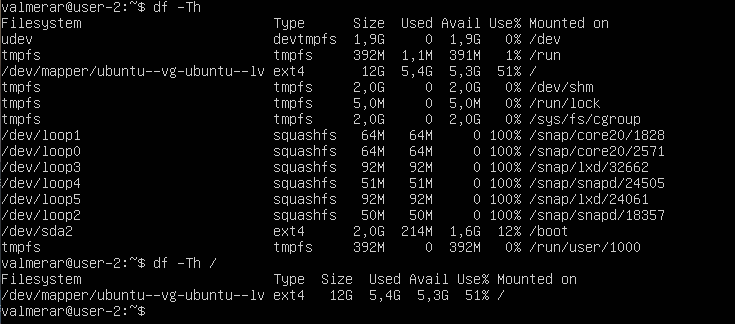 valmerar@user-2:~$ df -Th
Filesystem Type Size Used Avail Use% Mounted on
udev devtmpfs 1,9G 0 1,9G 0% /dev
tmpfs tmpfs 392M 1,1M 391M 1% /run
/dev/mapper/ubuntu--vg-ubuntu--lv ext4 12G 5,4G 5,3G 51% /
tmpfs tmpfs 2,0G 0 2,0G 0% /dev/shm
tmpfs tmpfs 5,0M 0 5,0M 0% /run/lock
tmpfs tmpfs 2,0G 0 2,0G 0% /sys/fs/cgroup
/dev/loop1 squashfs 64M 64M 0 100% /snap/core20/1828
/dev/loop0 squashfs 64M 64M 0 100% /snap/core20/2571
/dev/loop3 squashfs 92M 92M 0 100% /snap/lxd/32662
/dev/loop4 squashfs 51M 51M 0 100% /snap/snapd/24505
/dev/loop5 squashfs 92M 92M 0 100% /snap/lxd/24061
/dev/loop2 squashfs 50M 50M 0 100% /snap/snapd/18357
/dev/sda2 ext4 2,0G 214M 1,6G 12% /boot
tmpfs tmpfs 392M 0 392M 0% /run/user/1000
valmerar@user-2:~$ df -Th /
Filesystem Type Size Used Avail Use% Mounted on
/dev/mapper/ubuntu--vg-ubuntu--lv ext4 12G 5,4G 5,3G 51% /
valmerar@user-2:~$